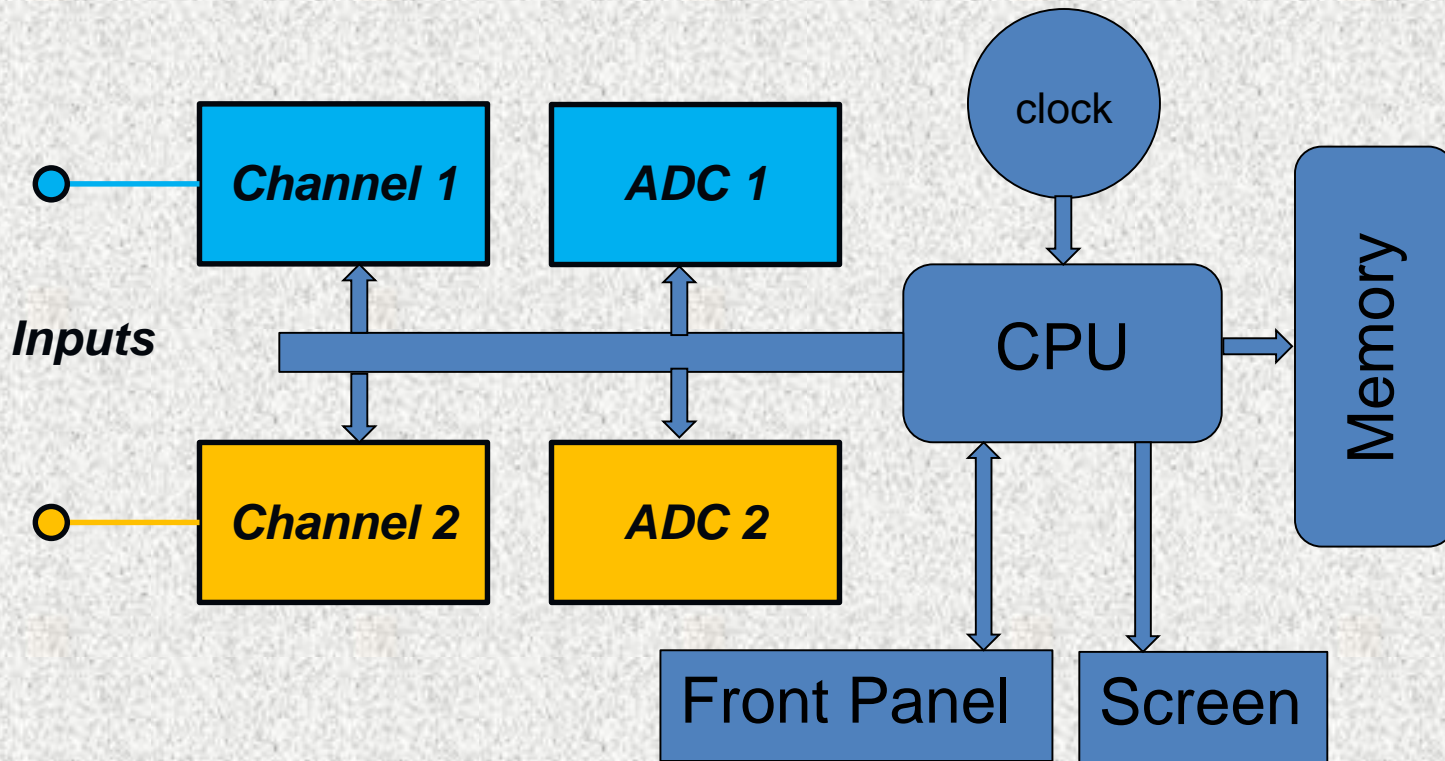 clock
Channel 1
ADC 1
Memory
Inputs
CPU
Channel 2
ADC 2
Front Panel
Screen